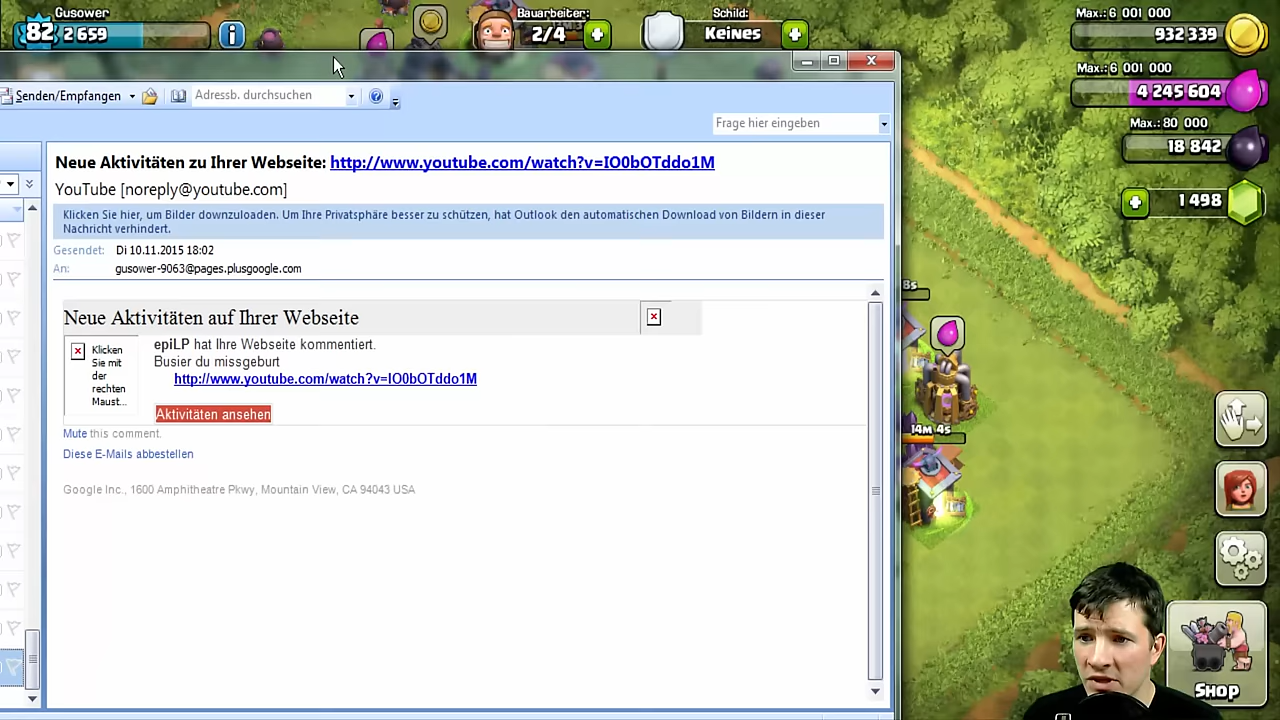 Gusower
82
2 659
Bauarbeiter:
2/4
Schild:
Keines
Max.: 6 001 000
932 339
Max.: 6 001 000
4 245 604
Max.: 80 000
18 842
1 498
Senden/Empfangen
Adressb. durchsuchen
Frage hier eingeben
Neue Aktivitäten zu Ihrer Webseite: http://www.youtube.com/watch?v=IO0bOTddo1M
YouTube [noreply@youtube.com]
Klicken Sie hier, um Bilder downzuloaden. Um Ihre Privatsphäre besser zu schützen, hat Outlook den automatischen Download von Bildern in dieser
Nachricht verhindert.
Gesendet: Di 10.11.2015 18:02
An: gusower-9063@pages.plusgoogle.com
Neue Aktivitäten auf Ihrer Webseite
Klicken
Sie mit
der
rechten
Maust...
epiLP hat Ihre Webseite kommentiert.
Busier du missgeburt
http://www.youtube.com/watch?v=IO0bOTddo1M
Aktivitäten ansehen
Mute this comment.
Diese E-Mails abbestellen
Google Inc., 1600 Amphitheatre Pkwy, Mountain View, CA 94043 USA
8s
14m 4s
SHOP